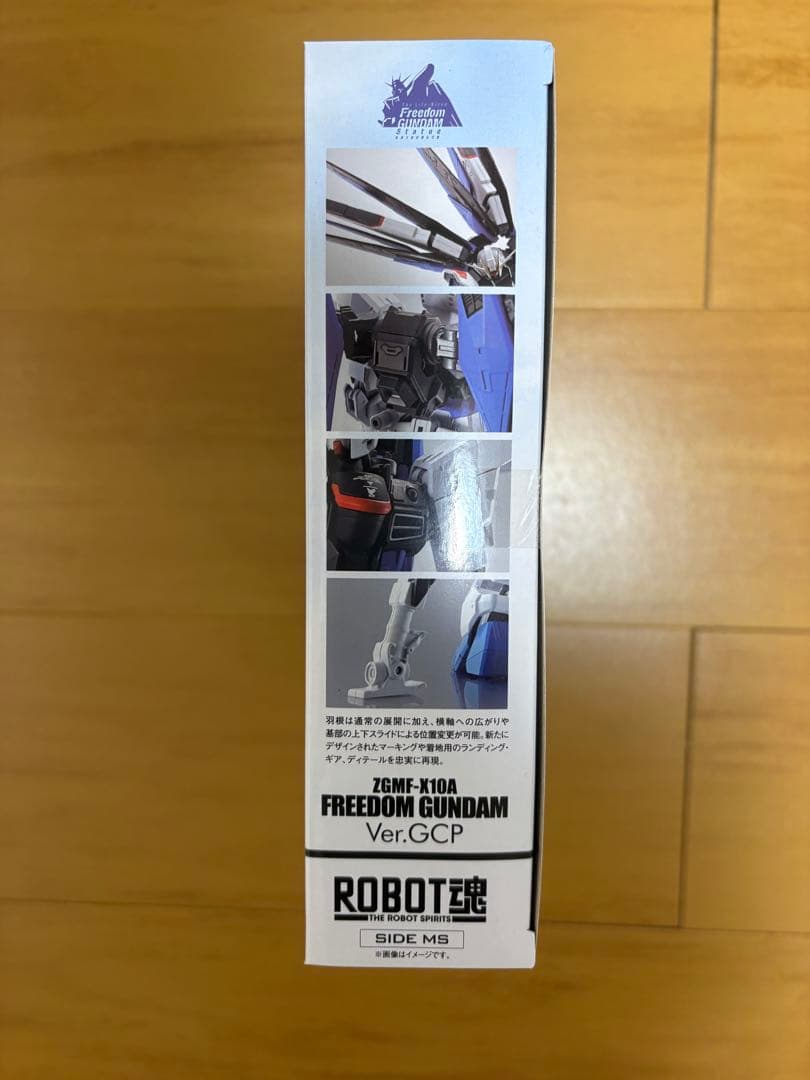 The Life-Sized
Freedom
GUNDAM
Statue
羽根は通常の展開に加え、横軸への広がりや
基部の上下スライドによる位置変更が可能。新たに
デザインされたマーキングや着地用のランディング・
ギア、ディテールを忠実に再現。
ZGMF-X10A
FREEDOM GUNDAM
Ver.GCP
ROBOT魂
THE ROBOT SPIRITS
SIDE MS
※画像はイメージです。